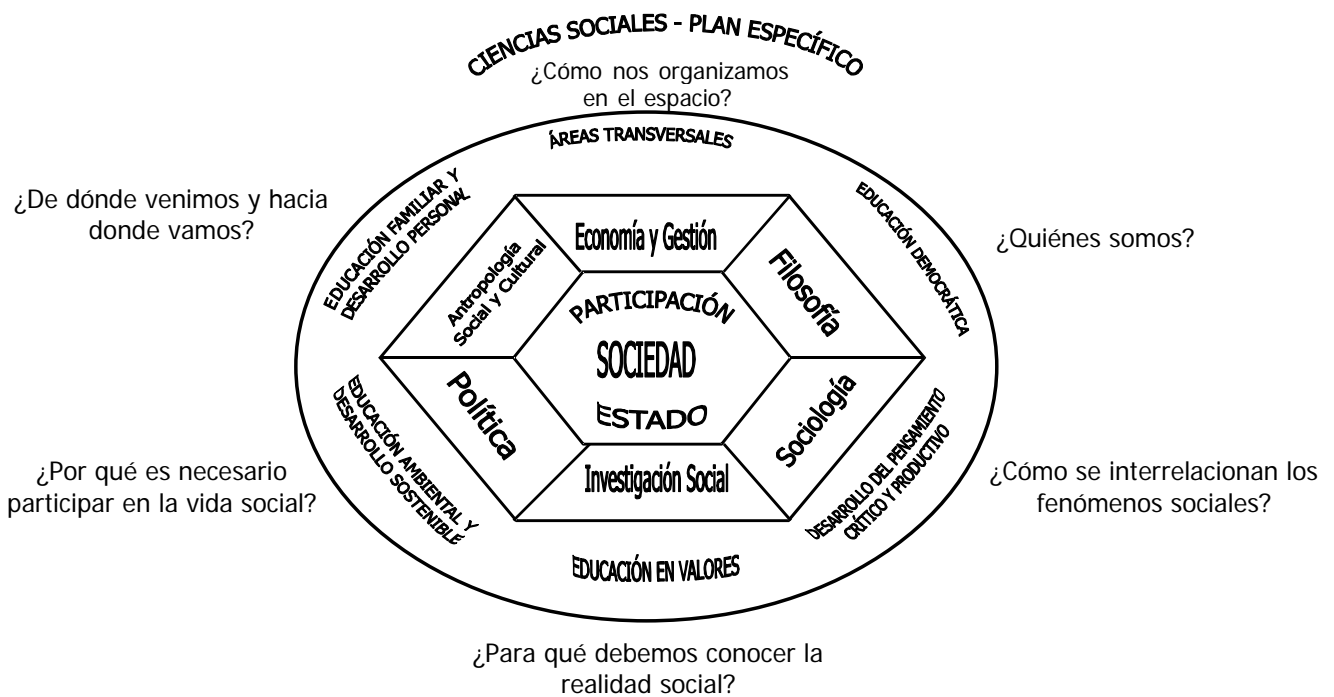 CIENCIAS SOCIALES - PLAN ESPECÍFICO
¿Cómo nos organizamos
en el espacio?
ÁREAS TRANSVERSALES
¿De dónde venimos y hacia
donde vamos?
EDUCACIÓN FAMILIAR Y
DESARROLLO PERSONAL
EDUCACIÓN DEMOCRÁTICA
¿Quiénes somos?
Antropología
Social y Cultural
Economía y Gestión
Filosofía
PARTICIPACIÓN
SOCIEDAD
ESTADO
Política
Investigación Social
Sociología
EDUCACIÓN AMBIENTAL Y
DESARROLLO SOSTENIBLE
DESARROLLO DEL PENSAMIENTO
CRÍTICO Y PRODUCTIVO
¿Por qué es necesario
participar en la vida social?
¿Cómo se interrelacionan los
fenómenos sociales?
EDUCACIÓN EN VALORES
¿Para qué debemos conocer la
realidad social?